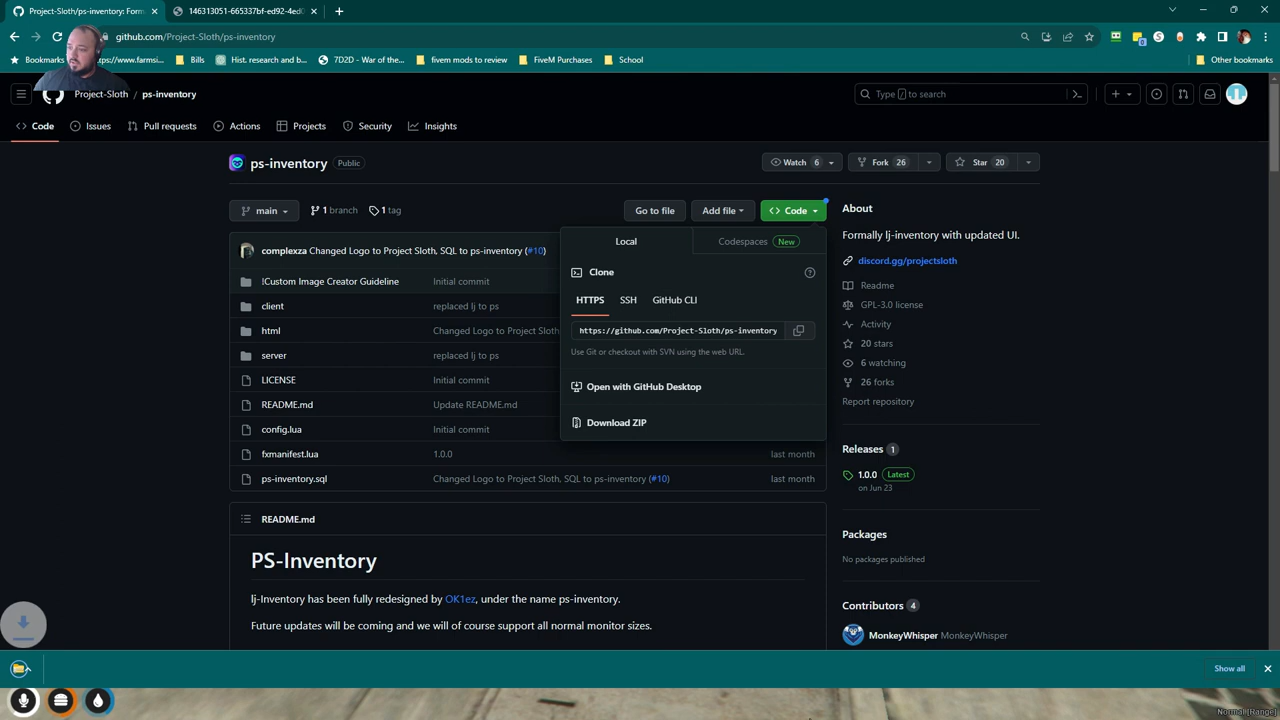 Project-Sloth/ps-inventory: Form
146313051-665337bf-ed92-4ed0
github.com/Project-Sloth/ps-inventory
Bookmarks
www.farmsi...
Bills
Hist. research and b...
7D2D - War of the...
fivem mods to review
FiveM Purchases
School
Other bookmarks
Project-Sloth / ps-inventory
Type / to search
Code
Issues
Pull requests
Actions
Projects
Security
Insights
ps-inventory
Public
Watch 6
Fork 26
Star 20
main
1 branch
1 tag
Go to file
Add file
Code
complexza Changed Logo to Project Sloth, SQL to ps-inventory (#10)
!Custom Image Creator Guideline
Initial commit
client
replaced lj to ps
html
Changed Logo to Project Sloth
server
replaced lj to ps
LICENSE
Initial commit
README.md
Update README.md
config.lua
Initial commit
fxmanifest.lua
1.0.0
last month
ps-inventory.sql
Changed Logo to Project Sloth, SQL to ps-inventory (#10)
last month
Local
Codespaces New
Clone
HTTPS
SSH
GitHub CLI
https://github.com/Project-Sloth/ps-inventory
Use Git or checkout with SVN using the web URL.
Open with GitHub Desktop
Download ZIP
README.md
PS-Inventory
lj-Inventory has been fully redesigned by OK1ez, under the name ps-inventory.
Future updates will be coming and we will of course support all normal monitor sizes.
About
Formally lj-inventory with updated UI.
discord.gg/projectsloth
Readme
GPL-3.0 license
Activity
20 stars
6 watching
26 forks
Report repository
Releases 1
1.0.0 Latest
on Jun 23
Packages
No packages published
Contributors 4
MonkeyWhisper MonkeyWhisper
Show all
Normal [Range]